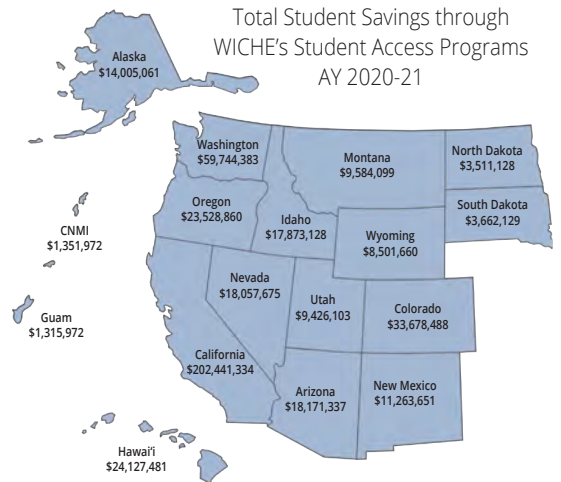 Total Student Savings through
WICHE's Student Access Programs
AY 2020-21
Alaska
$14,005,061
Washington
$59,744,383
Montana
$9,584,099
North Dakota
$3,511,128
Oregon
$23,528,860
Idaho
$17,873,128
South Dakota
$3,662,129
Wyoming
$8,501,660
CNMI
$1,351,972
Nevada
$18,057,675
Utah
$9,426,103
Colorado
$33,678,488
Guam
$1,315,972
California
$202,441,334
Arizona
$18,171,337
New Mexico
$11,263,651
Hawai'i
$24,127,481